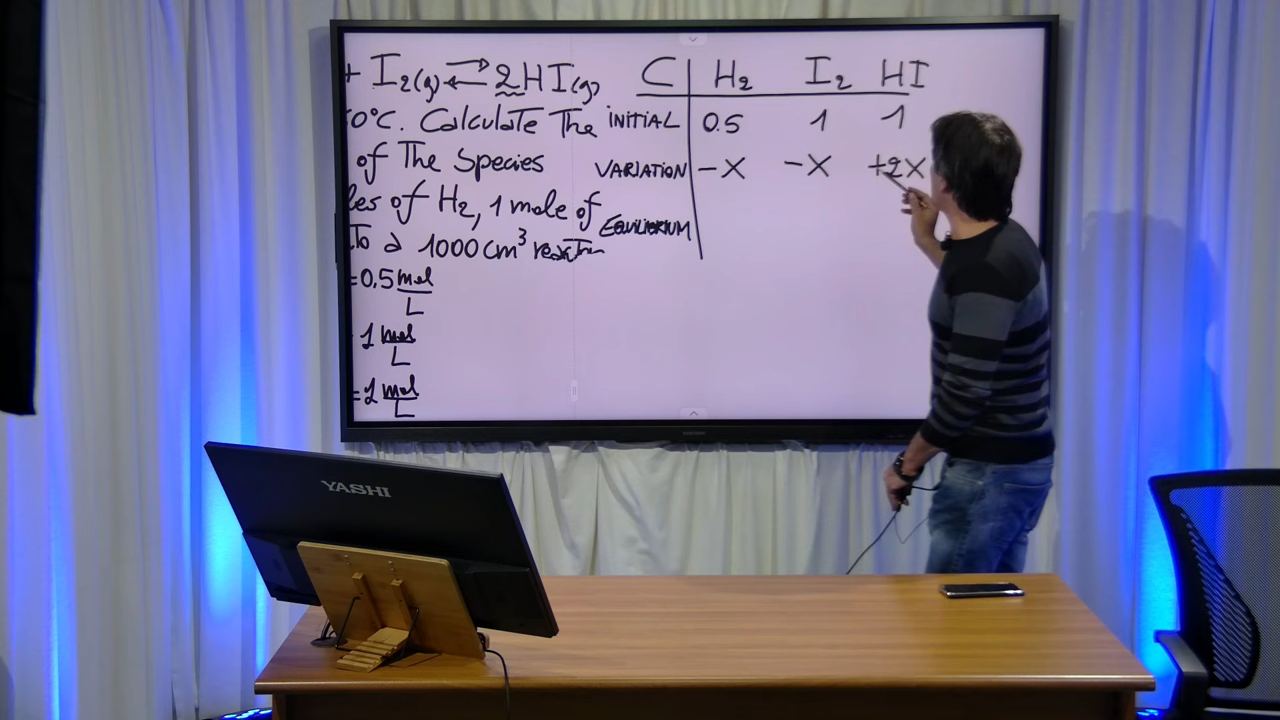 + I2(g) ⇄ 2HI(g)
0°C. Calculate The
of The Species
les of H2, 1 mole of
To a 1000 cm³ reaction
=0.5 mol/L
1 mol/L
=1 mol/L
C H2 I2 HI
INITIAL 0.5 1 1
VARIATION -X -X +2X
EQUILIBRIUM
YASHI